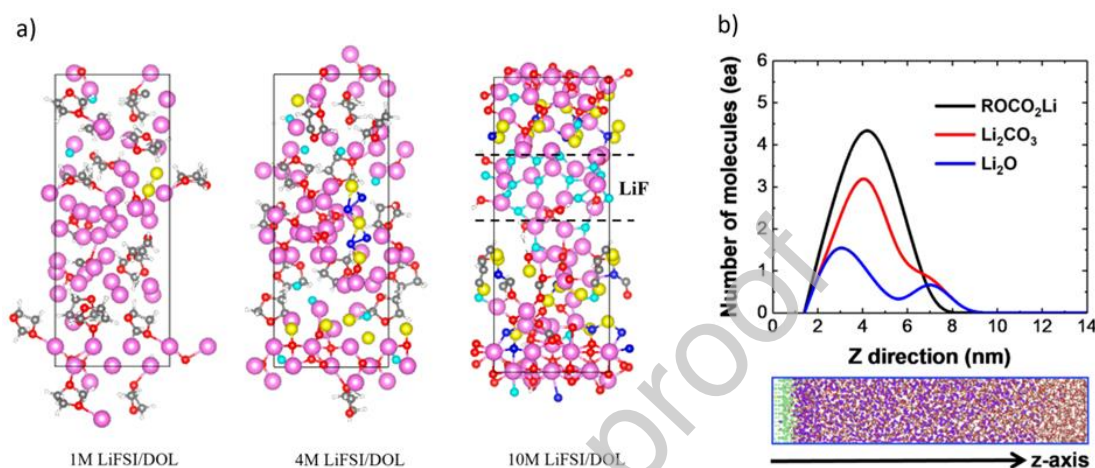 a)
LiF
1M LiFSI/DOL
4M LiFSI/DOL
10M LiFSI/DOL
b)
Number of molecules (ea)
6
5
4
3
2
1
0
ROCO₂Li
Li₂CO₃
Li₂O
0 2 4 6 8 10 12 14
Z direction (nm)
z-axis
proof